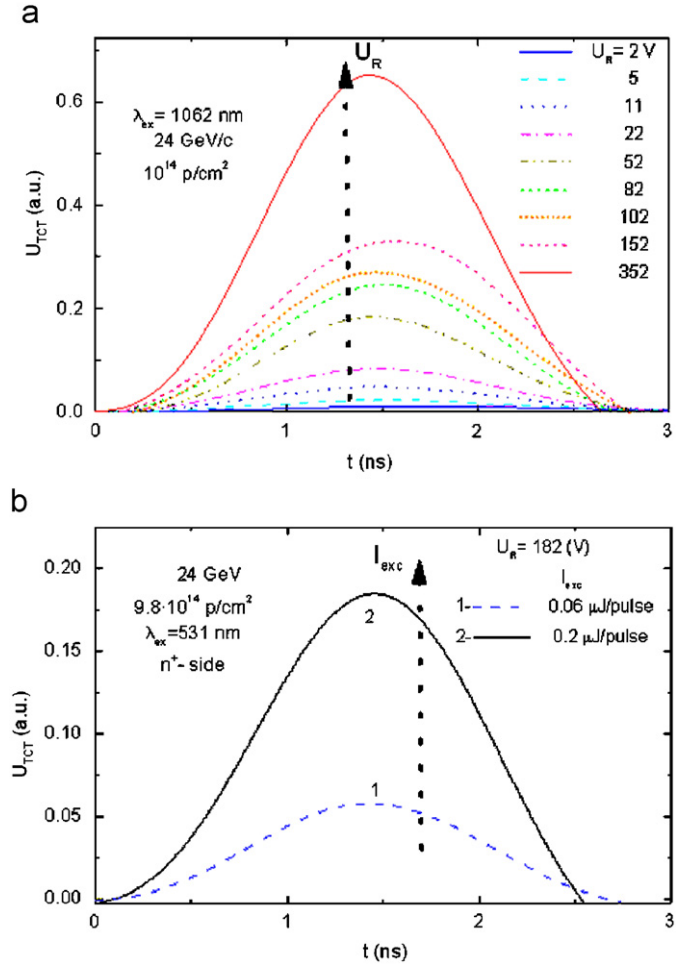 a
U_R
U_R= 2 V
5
11
22
52
82
102
152
352
λ_ex= 1062 nm
24 GeV/c
10^14 p/cm^2
0.6
0.4
0.2
0.0
U_TCT (a.u.)
0
1
2
3
t (ns)
b
24 GeV
9.8·10^14 p/cm^2
λ_ex=531 nm
n^+- side
I_exc
U_R= 182 (V)
I_exc
1- 0.06 μJ/pulse
2- 0.2 μJ/pulse
2
1
0.20
0.15
0.10
0.05
0.00
U_TCT (a.u.)
0
1
2
3
t (ns)